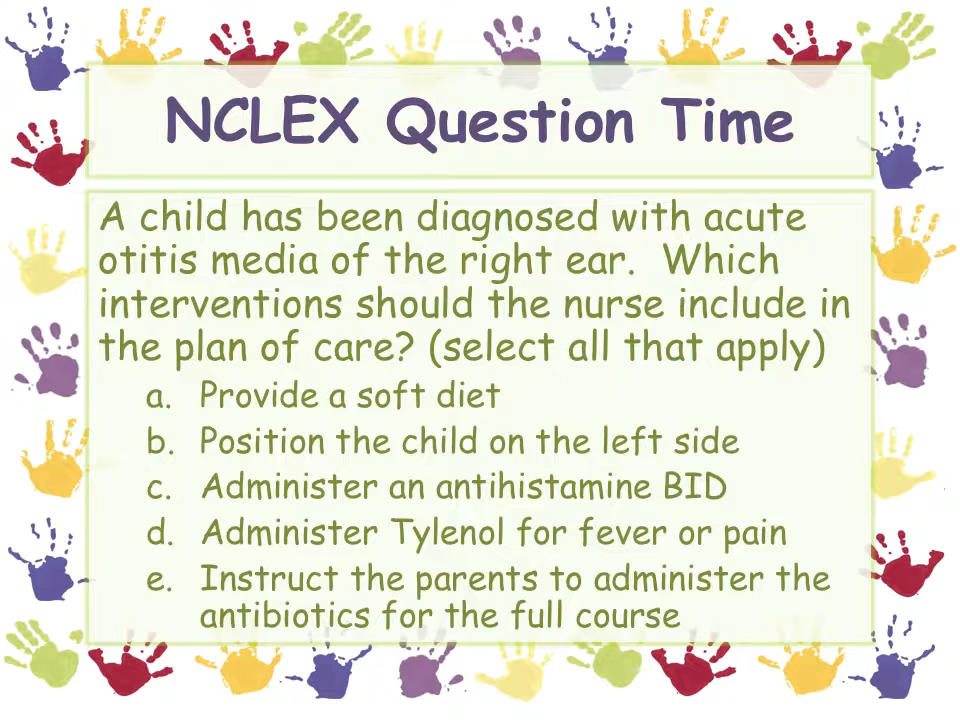 NCLEX Question Time
A child has been diagnosed with acute
otitis media of the right ear.  Which
interventions should the nurse include in
the plan of care? (select all that apply)
a. Provide a soft diet
b. Position the child on the left side
c. Administer an antihistamine BID
d. Administer Tylenol for fever or pain
e. Instruct the parents to administer the
antibiotics for the full course